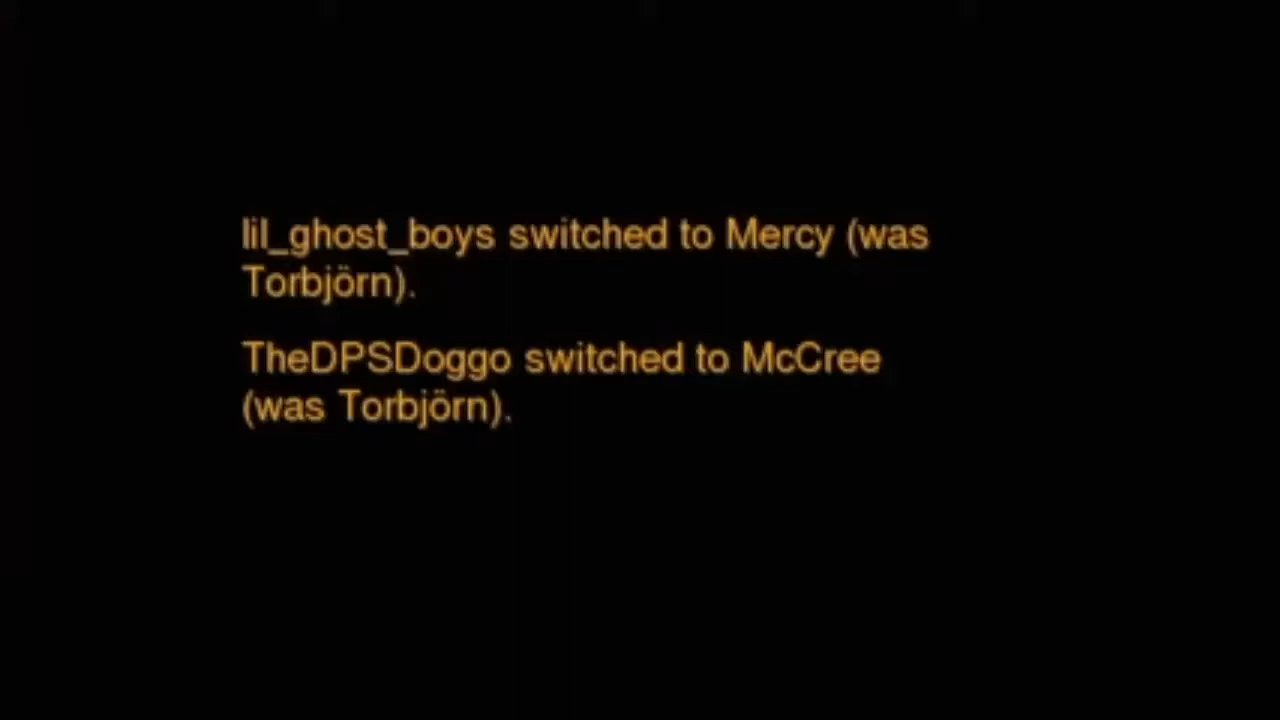 lil_ghost_boys switched to Mercy (was
Torbjörn).
TheDPSDoggo switched to McCree
(was Torbjörn).